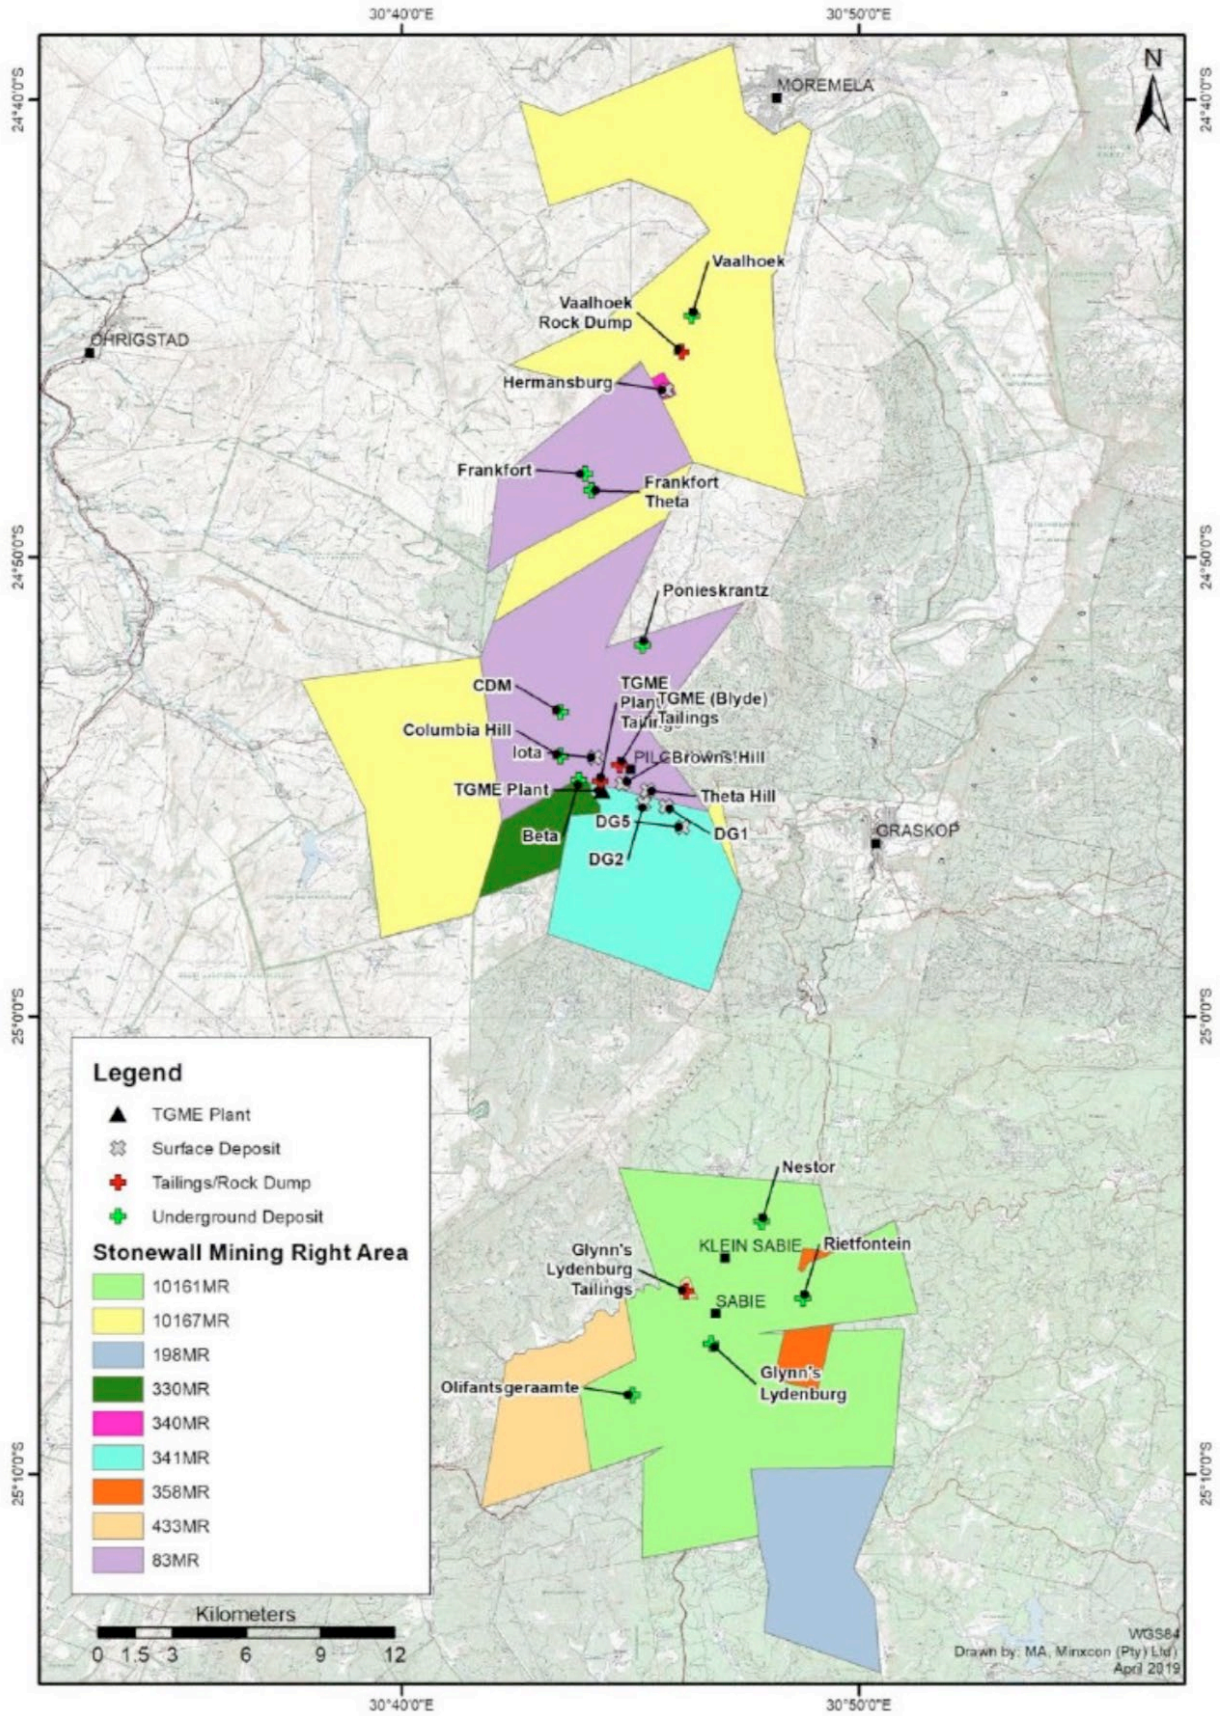 30°40'0"E
30°50'0"E
24°40'0"S
24°40'0"S
N
MOREMELA
Vaalhoek
Vaalhoek
Rock Dump
OHRIGSTAD
Hermansburg
Frankfort
Frankfort
Theta
24°50'0"S
24°50'0"S
Ponieskrantz
CDM
TGME
Plant
Tailings
TGME (Blyde)
Tailings
Columbia Hill
Iota
Browns Hill
TGME Plant
Theta Hill
Beta
DG5
DG1
DG2
GRASKOP
25°0'0"S
25°0'0"S
Legend
TGME Plant
Surface Deposit
Tailings/Rock Dump
Underground Deposit
Stonewall Mining Right Area
10161MR
10167MR
198MR
330MR
340MR
341MR
358MR
433MR
83MR
Nestor
KLEIN SABIE
Rietfontein
Glynn's
Lydenburg
Tailings
SABIE
Glynn's
Lydenburg
Olifantsgeraamte
25°10'0"S
25°10'0"S
Kilometers
0 1.5 3 6 9 12
WGS84
Drawn by: MA, Minxcon (Pty) Ltd)
April 2019
30°40'0"E
30°50'0"E